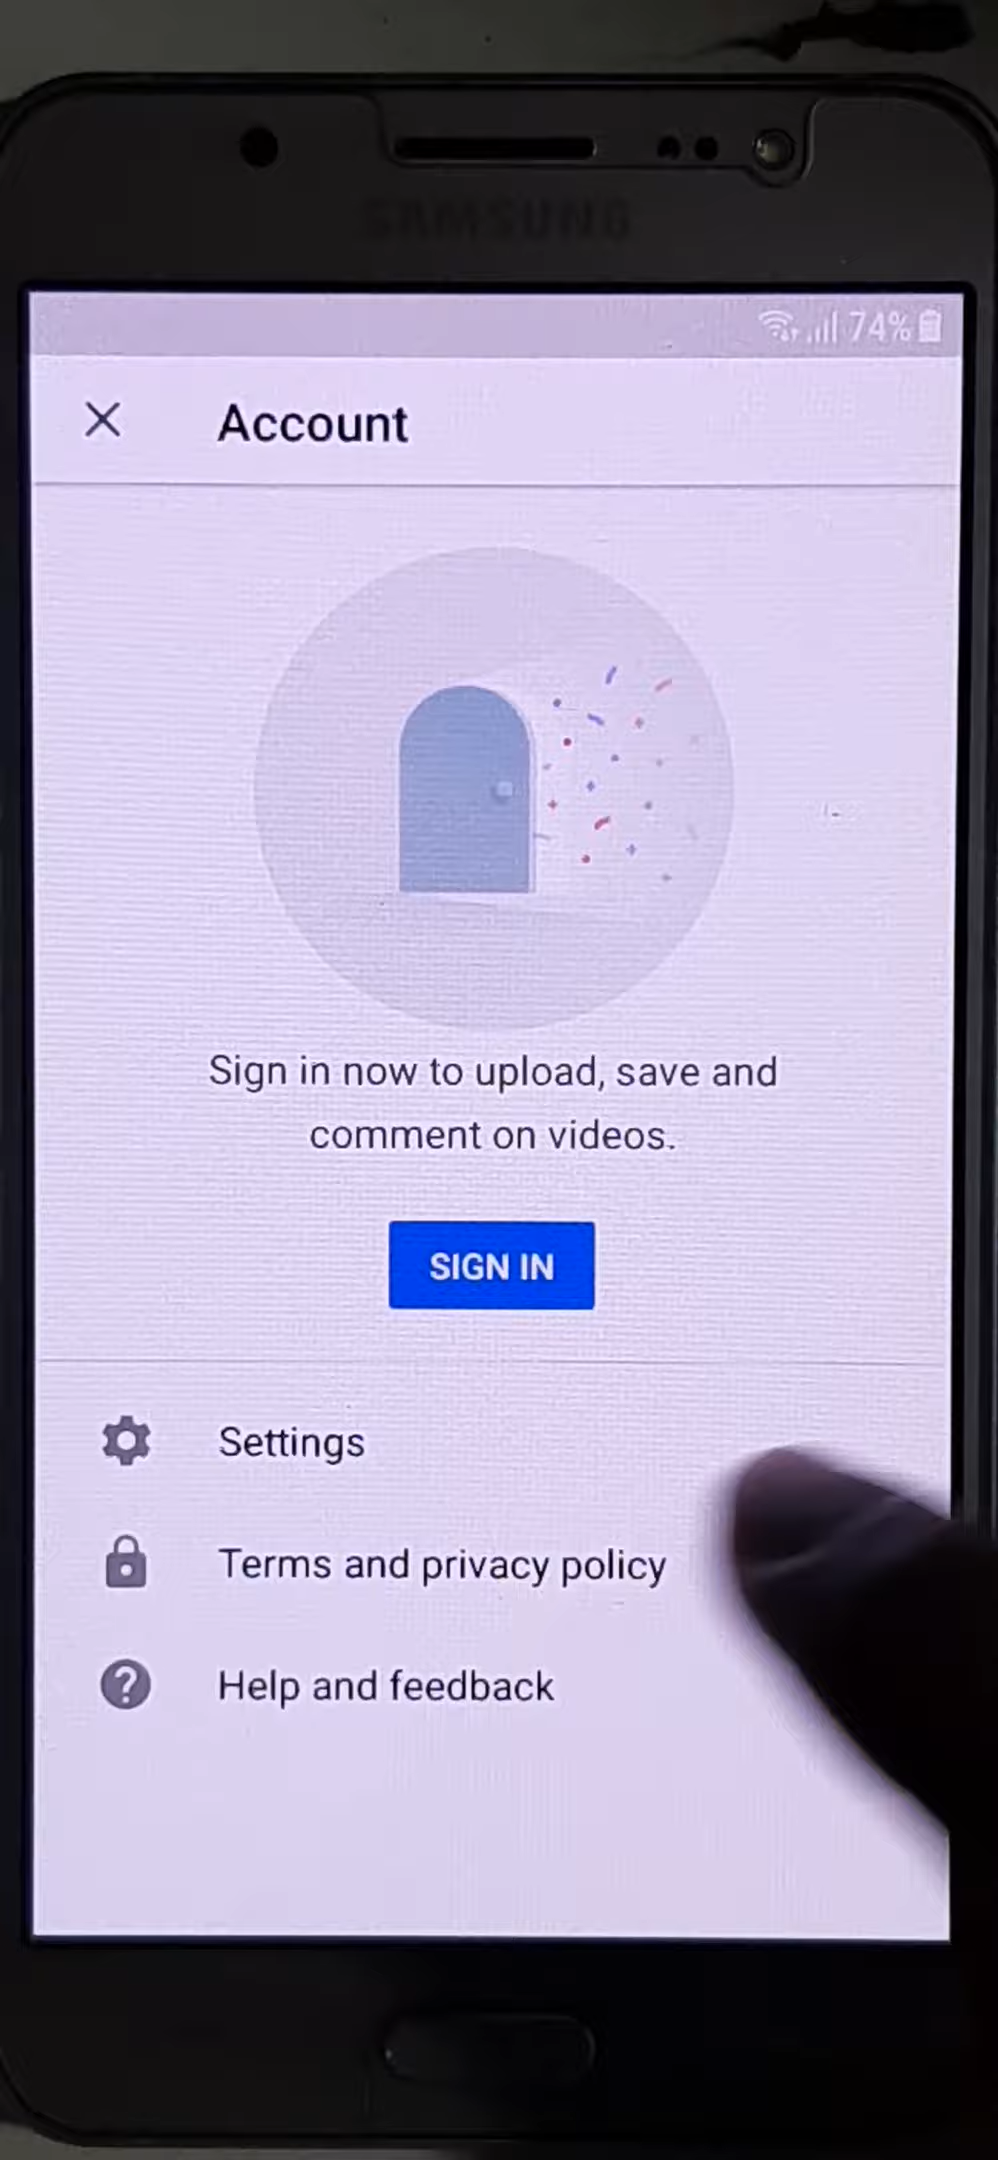 SAMSUNG
74%
Account
Sign in now to upload, save and
comment on videos.
SIGN IN
Settings
Terms and privacy policy
Help and feedback